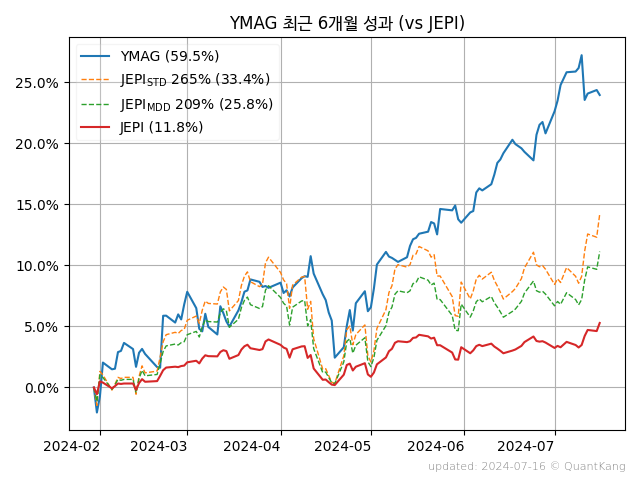 YMAG 최근 6개월 성과 (vs JEPI)
YMAG (59.5%)
JEPISTD 265% (33.4%)
JEPIMDD 209% (25.8%)
JEPI (11.8%)
25.0%
20.0%
15.0%
10.0%
5.0%
0.0%
2024-02 2024-03 2024-04 2024-05 2024-06 2024-07
updated: 2024-07-16 © QuantKang